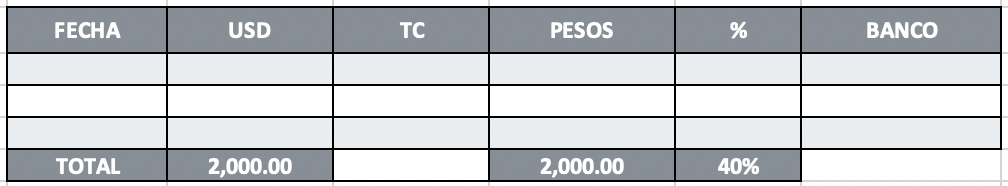 FECHA USD TC PESOS % BANCO
TOTAL 2,000.00 2,000.00 40%